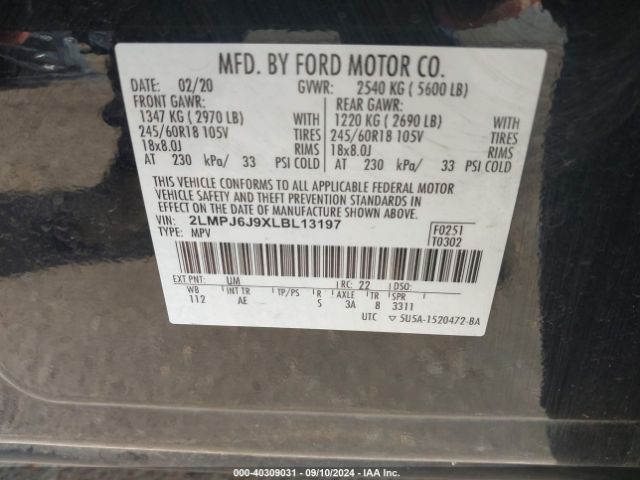 MFD. BY FORD MOTOR CO.
DATE: 02/20 GVWR: 2540 KG ( 5600 LB)
FRONT GAWR: REAR GAWR:
1347 KG ( 2970 LB) WITH 1220 KG ( 2690 LB) WITH
245/60R18 105V TIRES 245/60R18 105V TIRES
18x8.0J RIMS 18x8.0J RIMS
AT 230 kPa/ 33 PSI COLD AT 230 kPa/ 33 PSI COLD
THIS VEHICLE CONFORMS TO ALL APPLICABLE FEDERAL MOTOR
VEHICLE SAFETY AND THEFT PREVENTION STANDARDS IN
EFFECT ON THE DATE OF MANUFACTURE SHOWN ABOVE.
VIN: 2LMPJ6J9XLBL13197 F0251
TYPE: MPV T0302
EXT PNT: UM RC: 22 DSO:
WB INT TR TP/PS R AXLE TR SPR
112 AE S 3A 8 3311
UTC ▽ 5U5A-1520472-BA
000-40309031 - 09/10/2024 - IAA Inc.